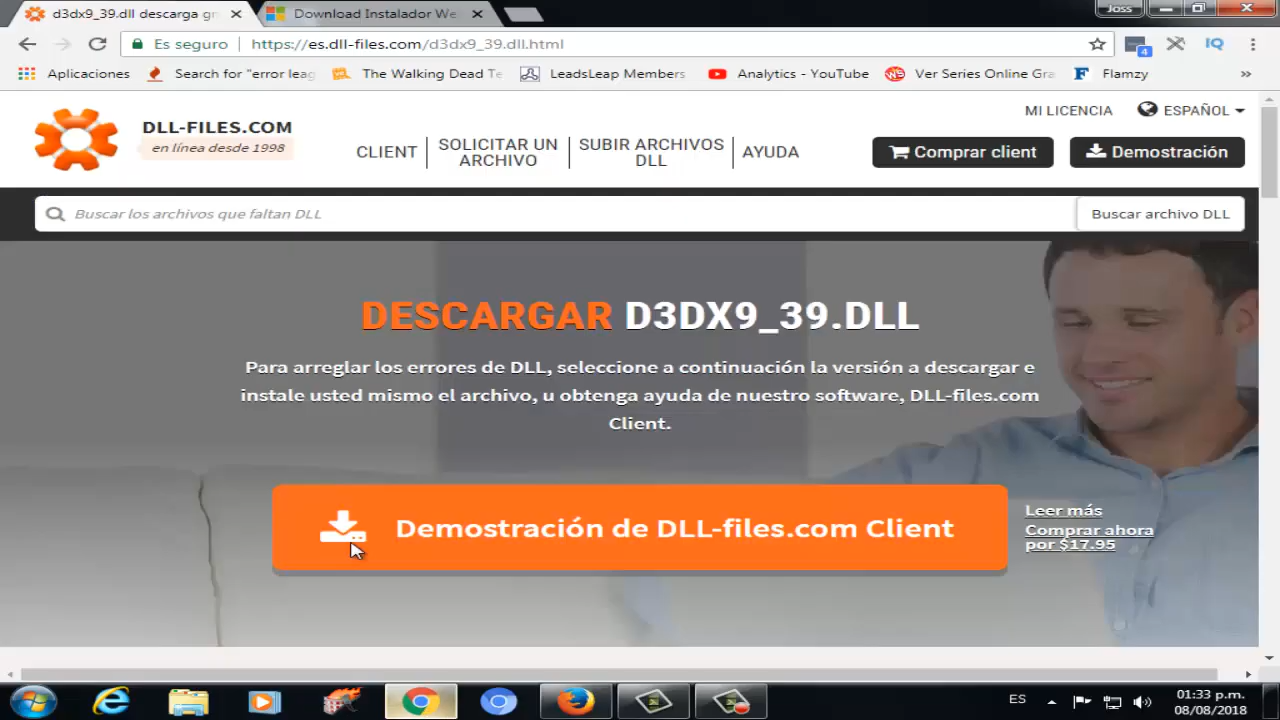 d3dx9_39.dll descarga gr
Download Instalador We
Joss
Es seguro
https://es.dll-files.com/d3dx9_39.dll.html
4
IQ
Aplicaciones
Search for "error leag
The Walking Dead Te
LeadsLeap Members
Analytics - YouTube
Ver Series Online Gra
F
Flamzy
»
DLL-FILES.COM
en línea desde 1998
CLIENT
SOLICITAR UN
ARCHIVO
SUBIR ARCHIVOS
DLL
AYUDA
MI LICENCIA
ESPAÑOL
Comprar client
Demostración
Buscar los archivos que faltan DLL
Buscar archivo DLL
DESCARGAR D3DX9_39.DLL
Para arreglar los errores de DLL, seleccione a continuación la versión a descargar e
instale usted mismo el archivo, u obtenga ayuda de nuestro software, DLL-files.com
Client.
Demostración de DLL-files.com Client
Leer más
Comprar ahora
por $17.95
ES
01:33 p.m.
08/08/2018